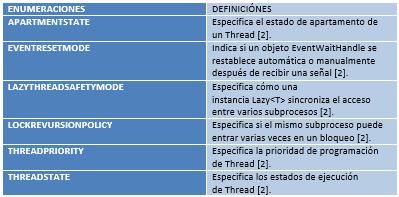 ENUMERACIONES DEFINICIÓNES
APARTMENTSTATE Especifica el estado de apartamento de
un Thread [2].
EVENTRESETMODE Indica si un objeto EventWaitHandle se
restablece automática o manualmente
después de recibir una señal [2].
LAZYTHREADSAFETYMODE Especifica cómo una
instancia Lazy<T> sincroniza el acceso
entre varios subprocesos [2].
LOCKREVURSIONPOLICY Especifica si el mismo subproceso puede
entrar varias veces en un bloqueo [2].
THREADPRIORITY Especifica la prioridad de programación
de Thread [2].
THREADSTATE Especifica los estados de ejecución
de Thread [2].